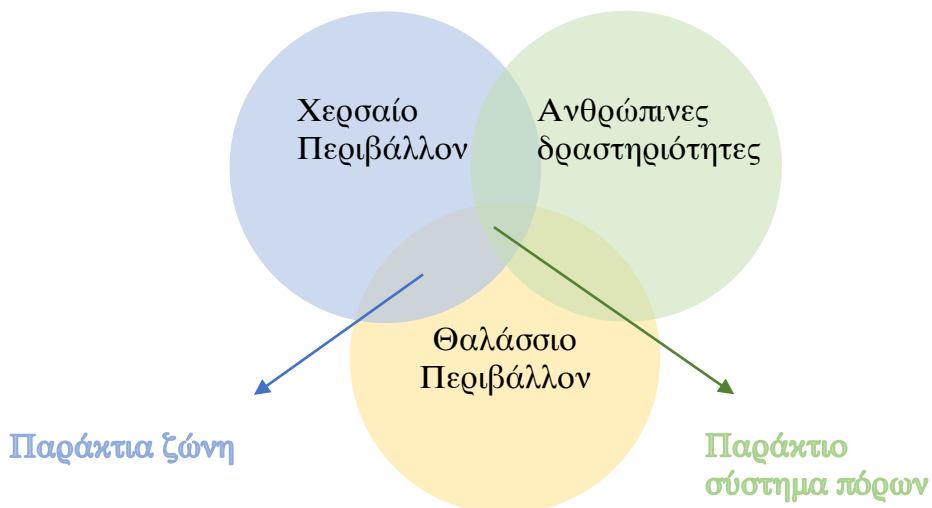 Χερσαίο
Περιβάλλον
Ανθρώπινες
δραστηριότητες
Θαλάσσιο
Περιβάλλον
Παράκτια ζώνη
Παράκτιο
σύστημα πόρων